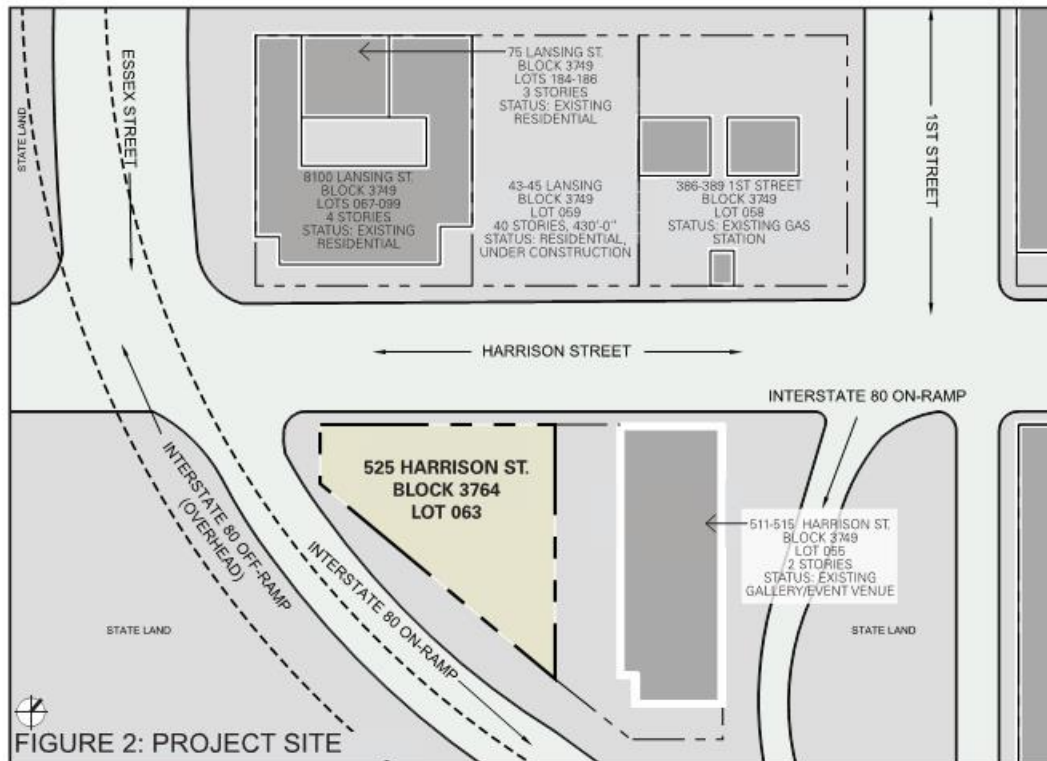 STATE LAND
ESSEX STREET
75 LANSING ST.
BLOCK 3749
LOTS 184-186
3 STORIES
STATUS: EXISTING
RESIDENTIAL
1ST STREET
8100 LANSING ST.
BLOCK 3749
LOTS 067-099
4 STORIES
STATUS: EXISTING
RESIDENTIAL
43-45 LANSING
BLOCK 3749
LOT 059
40 STORIES, 430'-0"
STATUS: RESIDENTIAL,
UNDER CONSTRUCTION
386-389 1ST STREET
BLOCK 3749
LOT 058
STATUS: EXISTING GAS
STATION
HARRISON STREET
INTERSTATE 80 ON-RAMP
INTERSTATE 80 OFF-RAMP
(OVERHEAD)
525 HARRISON ST.
BLOCK 3764
LOT 063
INTERSTATE 80 ON-RAMP
511-515 HARRISON ST.
BLOCK 3749
LOT 055
2 STORIES
STATUS: EXISTING
GALLERY/EVENT VENUE
STATE LAND
STATE LAND
FIGURE 2: PROJECT SITE